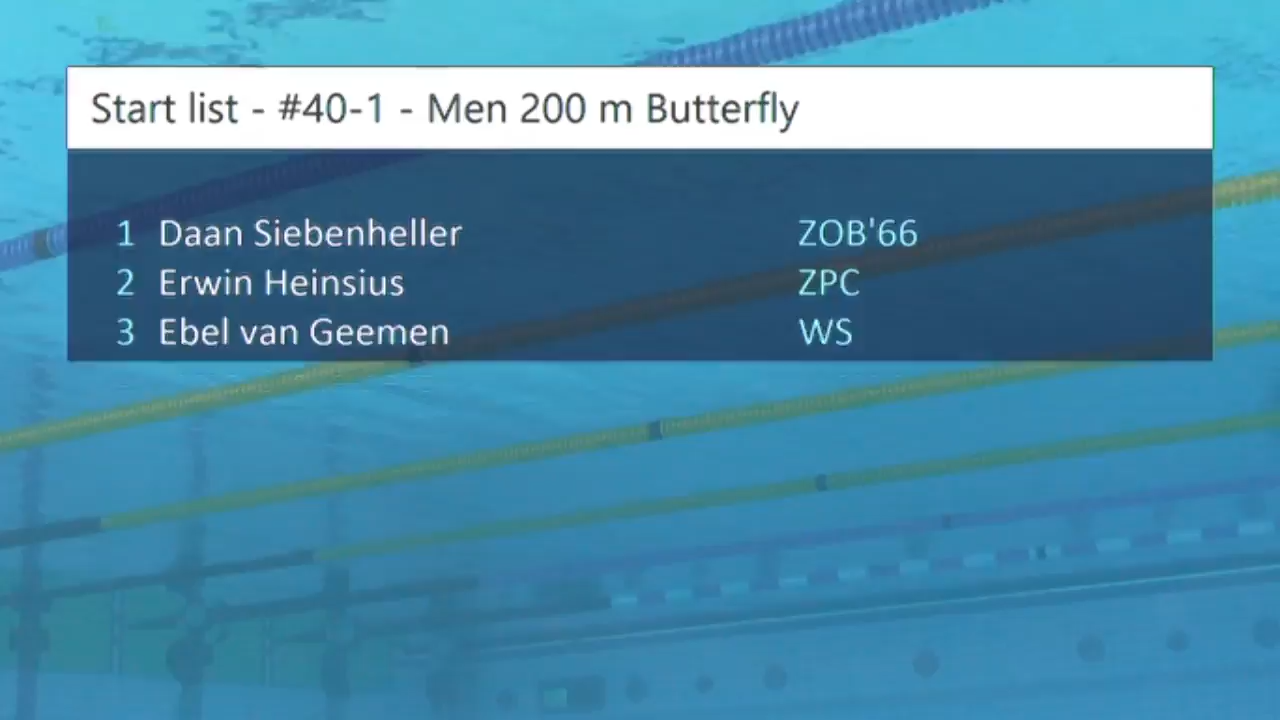 Start list - #40-1 - Men 200 m Butterfly
1 Daan Siebenheller ZOB'66
2 Erwin Heinsius ZPC
3 Ebel van Geemen WS